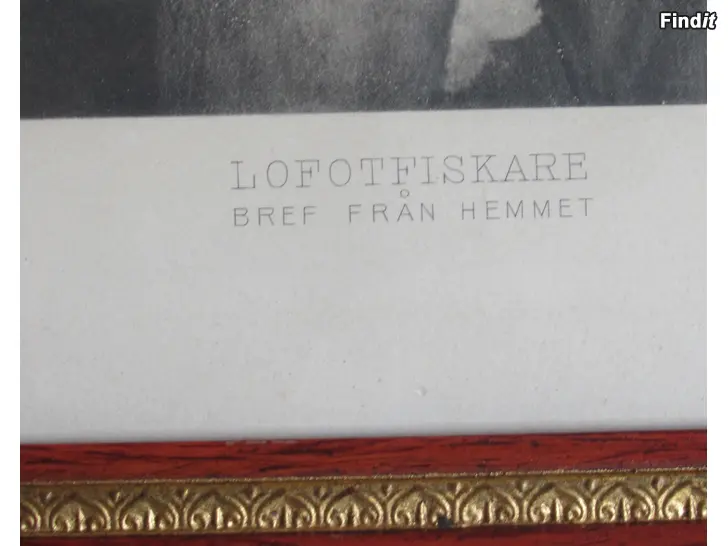 Findit
LOFOTFISKARE
BREF FRÅN HEMMET